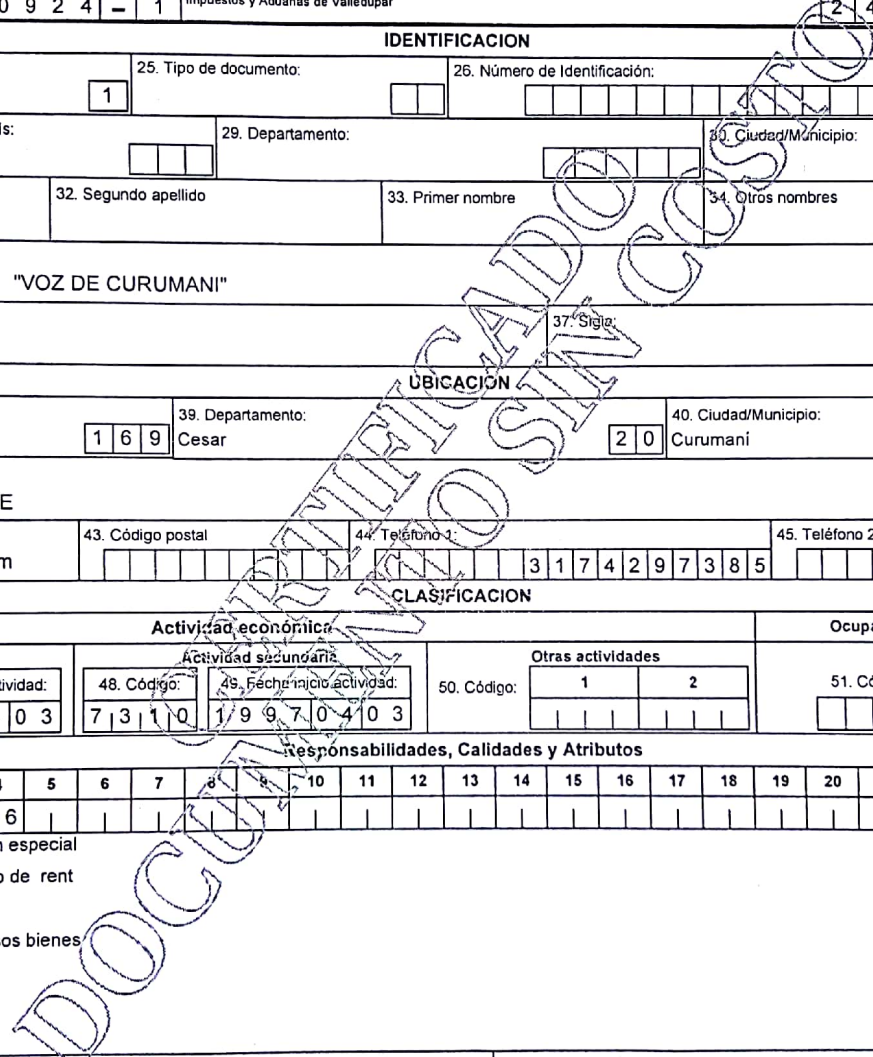 0 9 2 4 – 1 Impuestos y Aduanas de Valledupar 2 4
IDENTIFICACION
1 25. Tipo de documento: 26. Número de Identificación:
29. Departamento: 30. Ciudad/Municipio:
32. Segundo apellido 33. Primer nombre 34. Otros nombres
"VOZ DE CURUMANI"
37. Sigla:
UBICACION
39. Departamento: 40. Ciudad/Municipio:
1 6 9 Cesar 2 0 Curumaní
E
43. Código postal 44. Teléfono 1: 45. Teléfono 2
m 3 1 7 4 2 9 7 3 8 5
CLASIFICACION
Actividad económica Ocupa
Actividad secundaria Otras actividades
tividad: 48. Código: 49. Fecha inicio actividad: 50. Código: 1 2 51. Có
0 3 7 3 1 0 1 9 9 7 0 4 0 3
Responsabilidades, Calidades y Atributos
5 6 7 8 9 10 11 12 13 14 15 16 17 18 19 20
6
n especial
o de rent
os bienes
CERTIFICADO
DOCUMENTO SIN COSTO